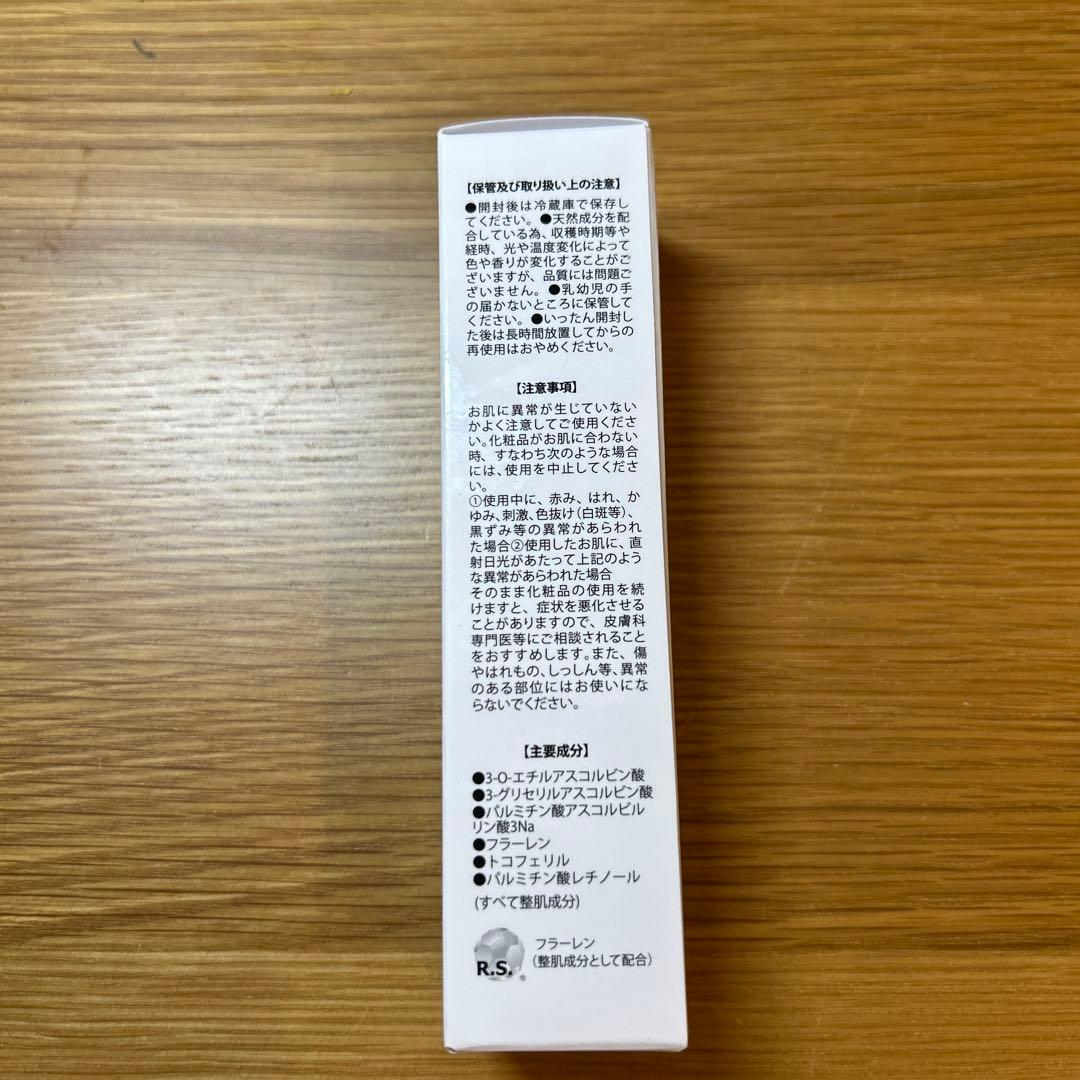 【保管及び取り扱い上の注意】
●開封後は冷蔵庫で保存し
てください。●天然成分を配
合している為、収穫時期等や
経時、光や温度変化によって
色や香りが変化することがご
ざいますが、品質には問題ご
ざいません。●乳幼児の手
の届かないところに保管して
ください。●いったん開封し
た後は長時間放置してからの
再使用はおやめください。
【注意事項】
お肌に異常が生じていない
かよく注意してご使用くださ
い。化粧品がお肌に合わない
時、すなわち次のような場合
には、使用を中止してくださ
い。
①使用中に、赤み、はれ、か
ゆみ、刺激、色抜け(白斑等)、
黒ずみ等の異常があらわれ
た場合②使用したお肌に、直
射日光があたって上記のよう
な異常があらわれた場合
そのまま化粧品の使用を続
けますと、症状を悪化させる
ことがありますので、皮膚科
専門医等にご相談されること
をおすすめします。また、傷
やはれもの、しっしん等、異常
のある部位にはお使いにな
らないでください。
【主要成分】
●3-O-エチルアスコルビン酸
●3-グリセリルアスコルビン酸
●パルミチン酸アスコルビル
リン酸3Na
●フラーレン
●トコフェリル
●パルミチン酸レチノール
(すべて整肌成分)
フラーレン
(整肌成分として配合)
R.S.®